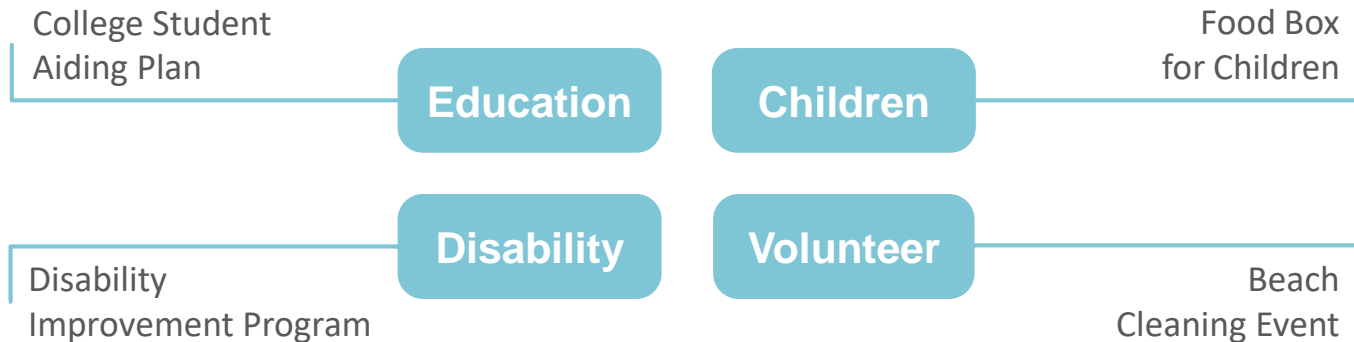 College Student
Aiding Plan
Education
Children
Food Box
for Children
Disability
Improvement Program
Disability
Volunteer
Beach
Cleaning Event